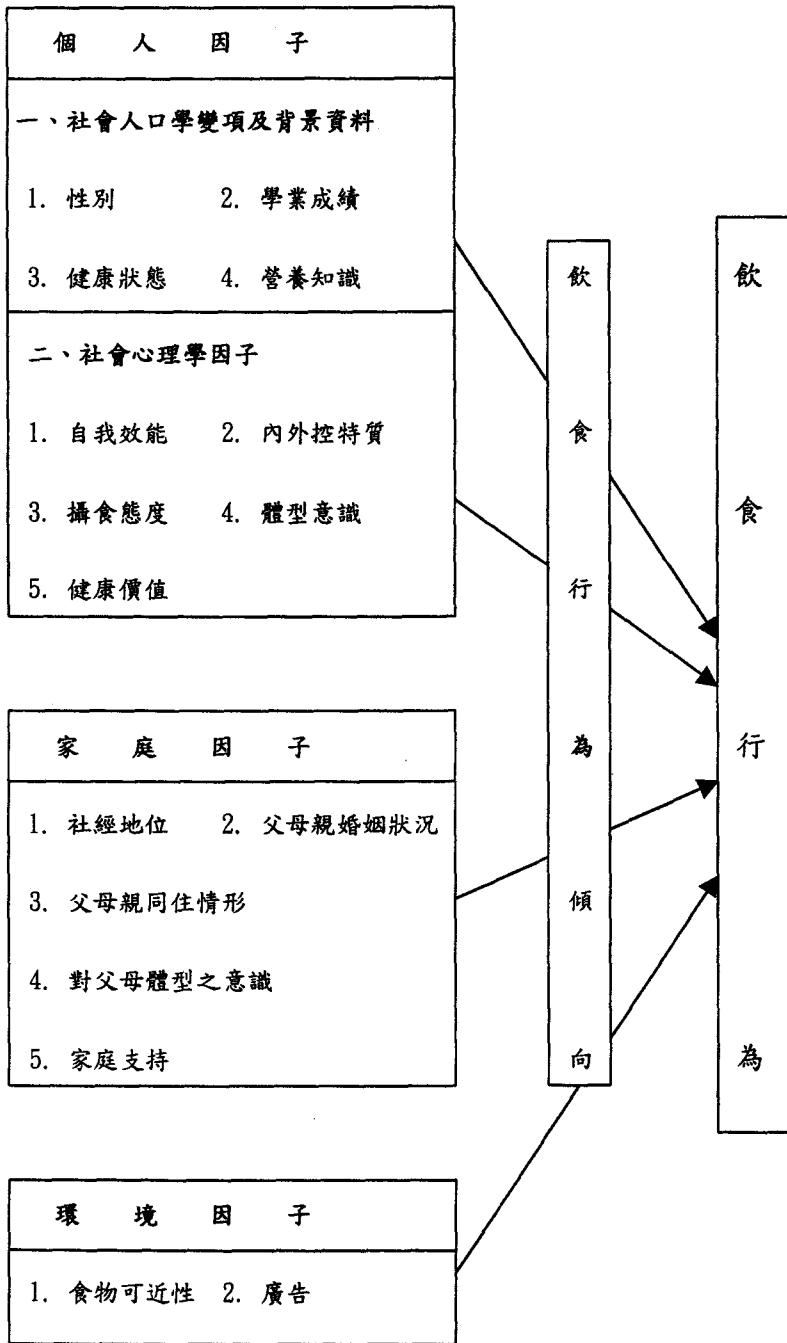 個人因子
一、社會人口學變項及背景資料
1. 性別 2. 學業成績
3. 健康狀態 4. 營養知識
二、社會心理學因子
1. 自我效能 2. 內外控特質
3. 攝食態度 4. 體型意識
5. 健康價值
家庭因子
1. 社經地位 2. 父母親婚姻狀況
3. 父母親同住情形
4. 對父母體型之意識
5. 家庭支持
環境因子
1. 食物可近性 2. 廣告
飲食行為傾向
飲食行為